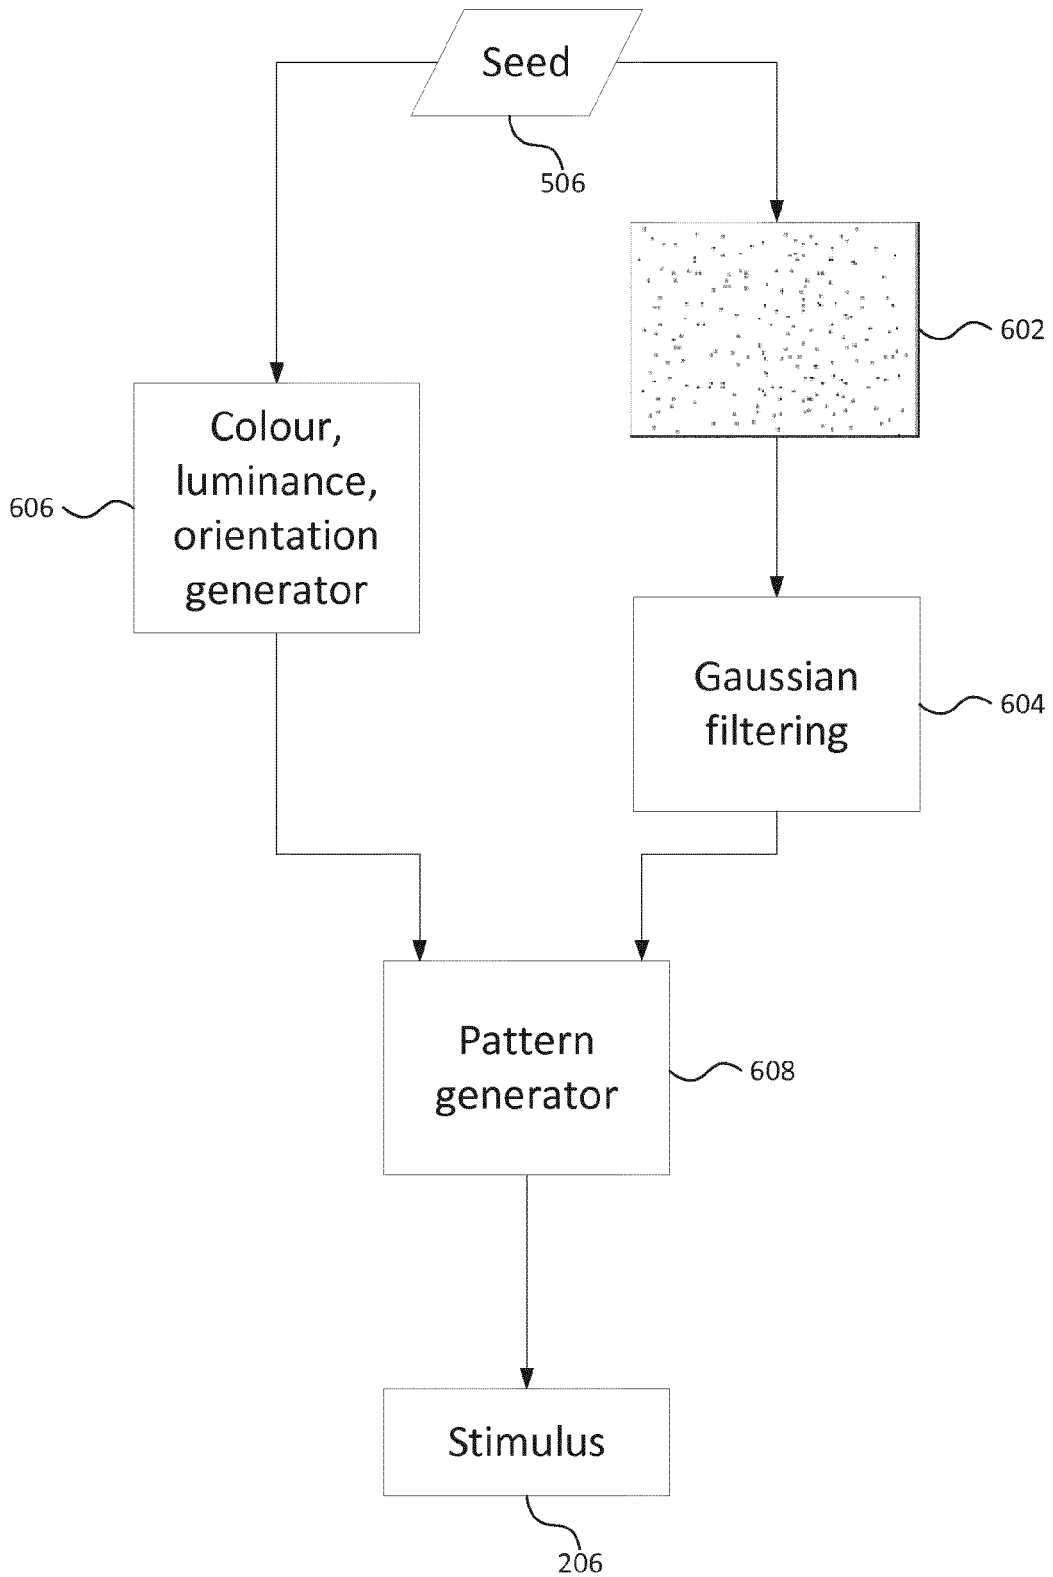 Seed
506
602
Colour,
luminance,
orientation
generator
606
Gaussian
filtering
604
Pattern
generator
608
Stimulus
206